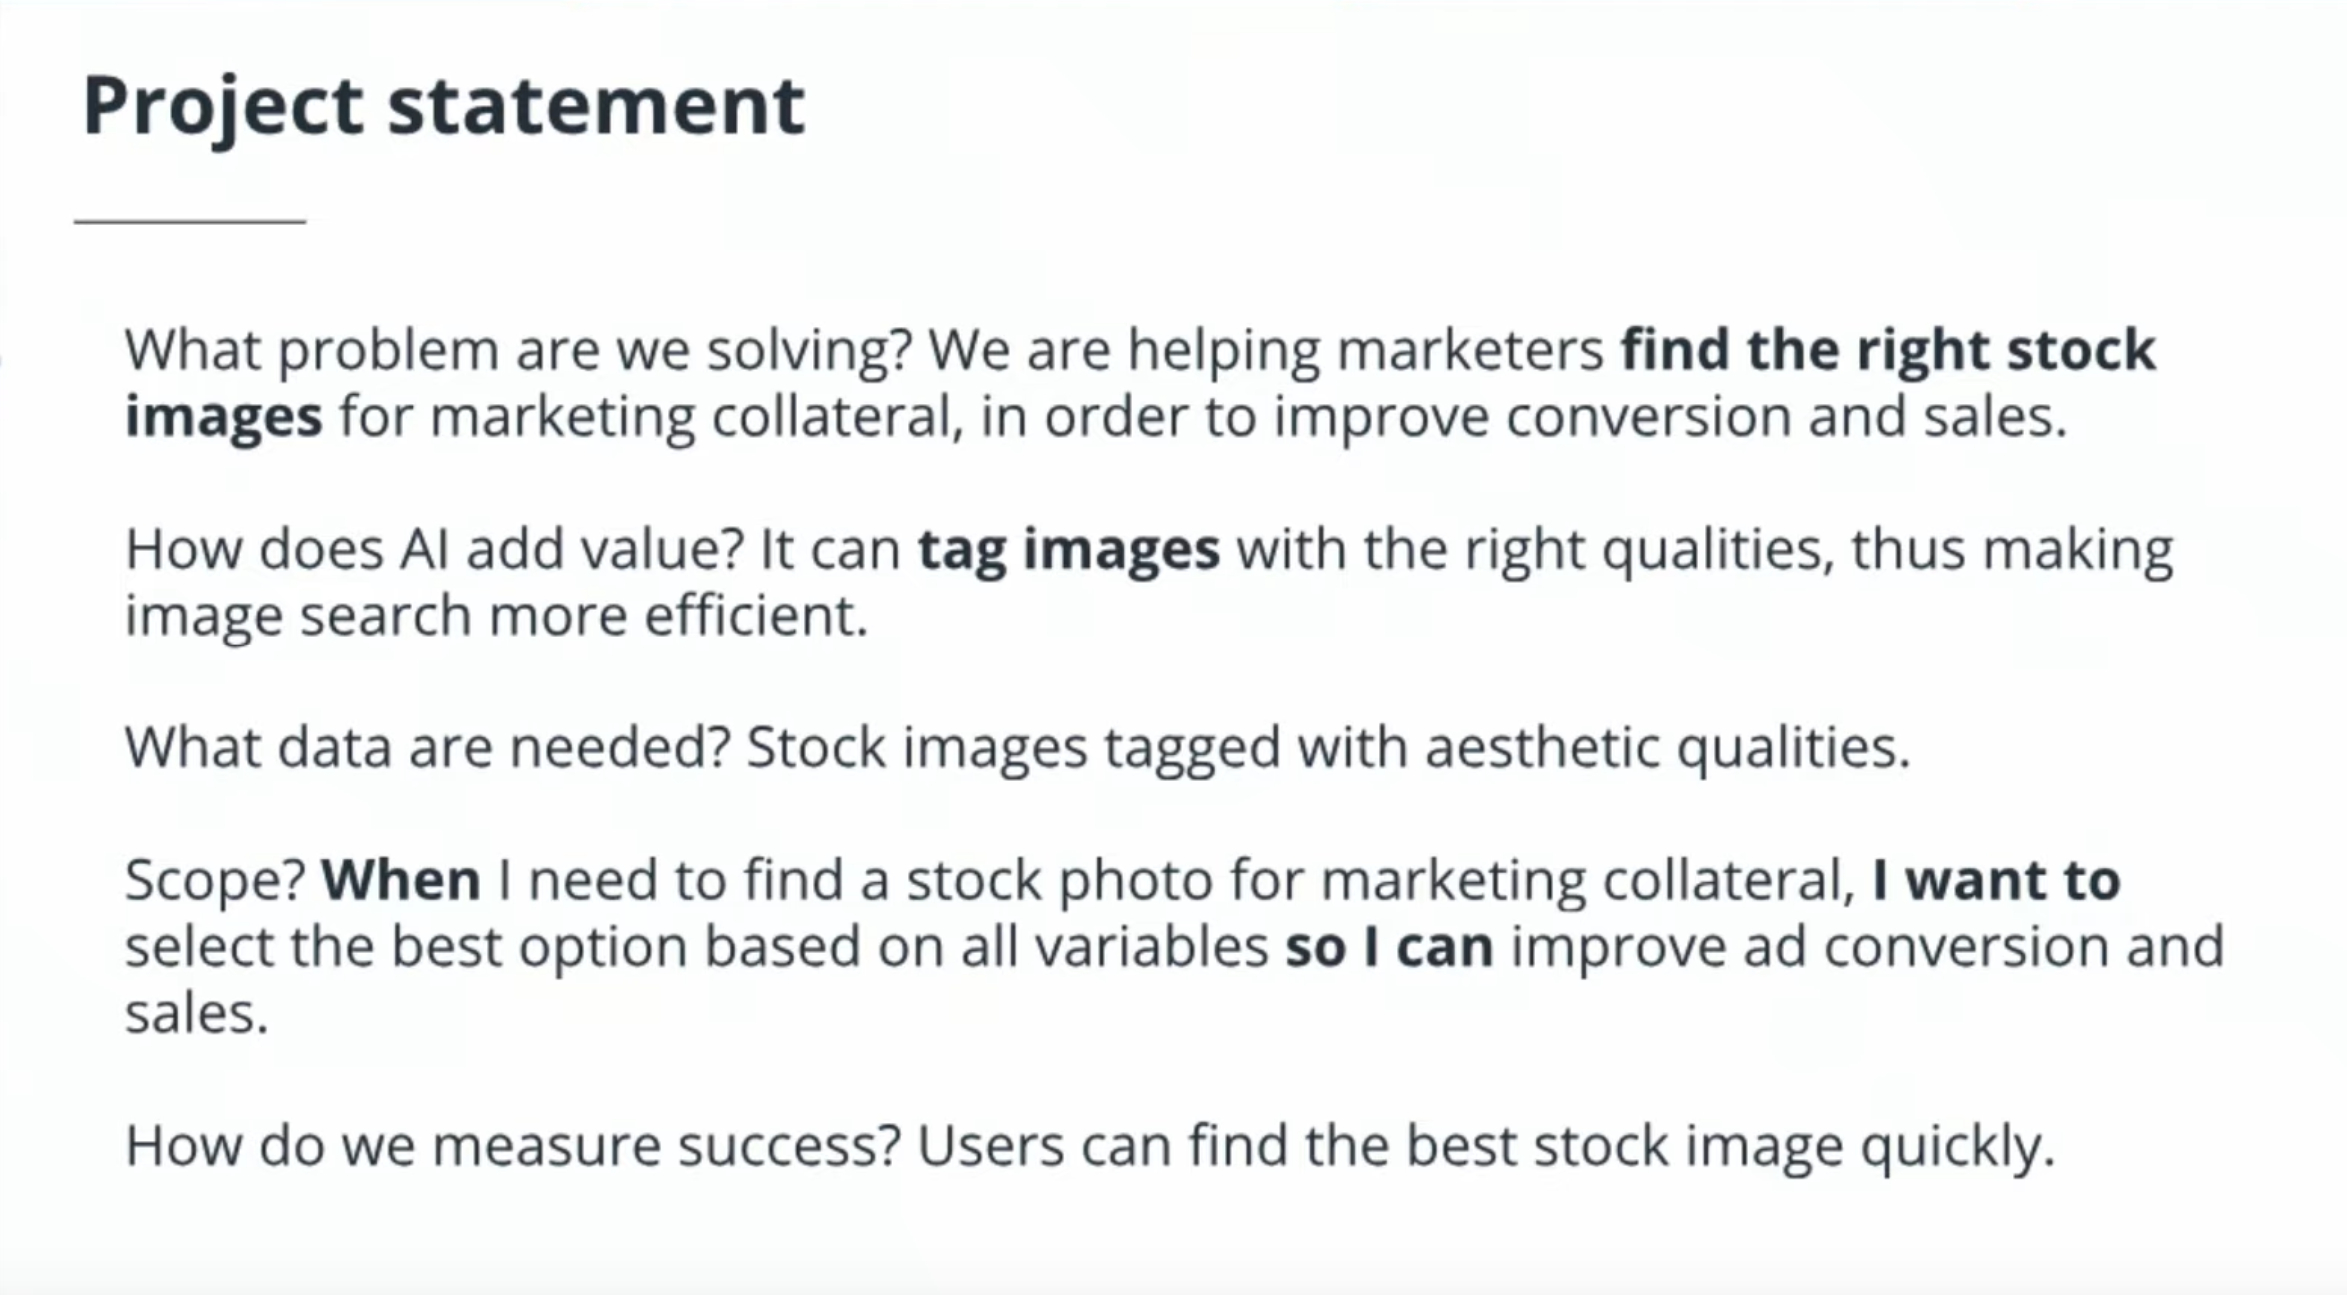 Project statement
What problem are we solving? We are helping marketers find the right stock
images for marketing collateral, in order to improve conversion and sales.
How does AI add value? It can tag images with the right qualities, thus making
image search more efficient.
What data are needed? Stock images tagged with aesthetic qualities.
Scope? When I need to find a stock photo for marketing collateral, I want to
select the best option based on all variables so I can improve ad conversion and
sales.
How do we measure success? Users can find the best stock image quickly.